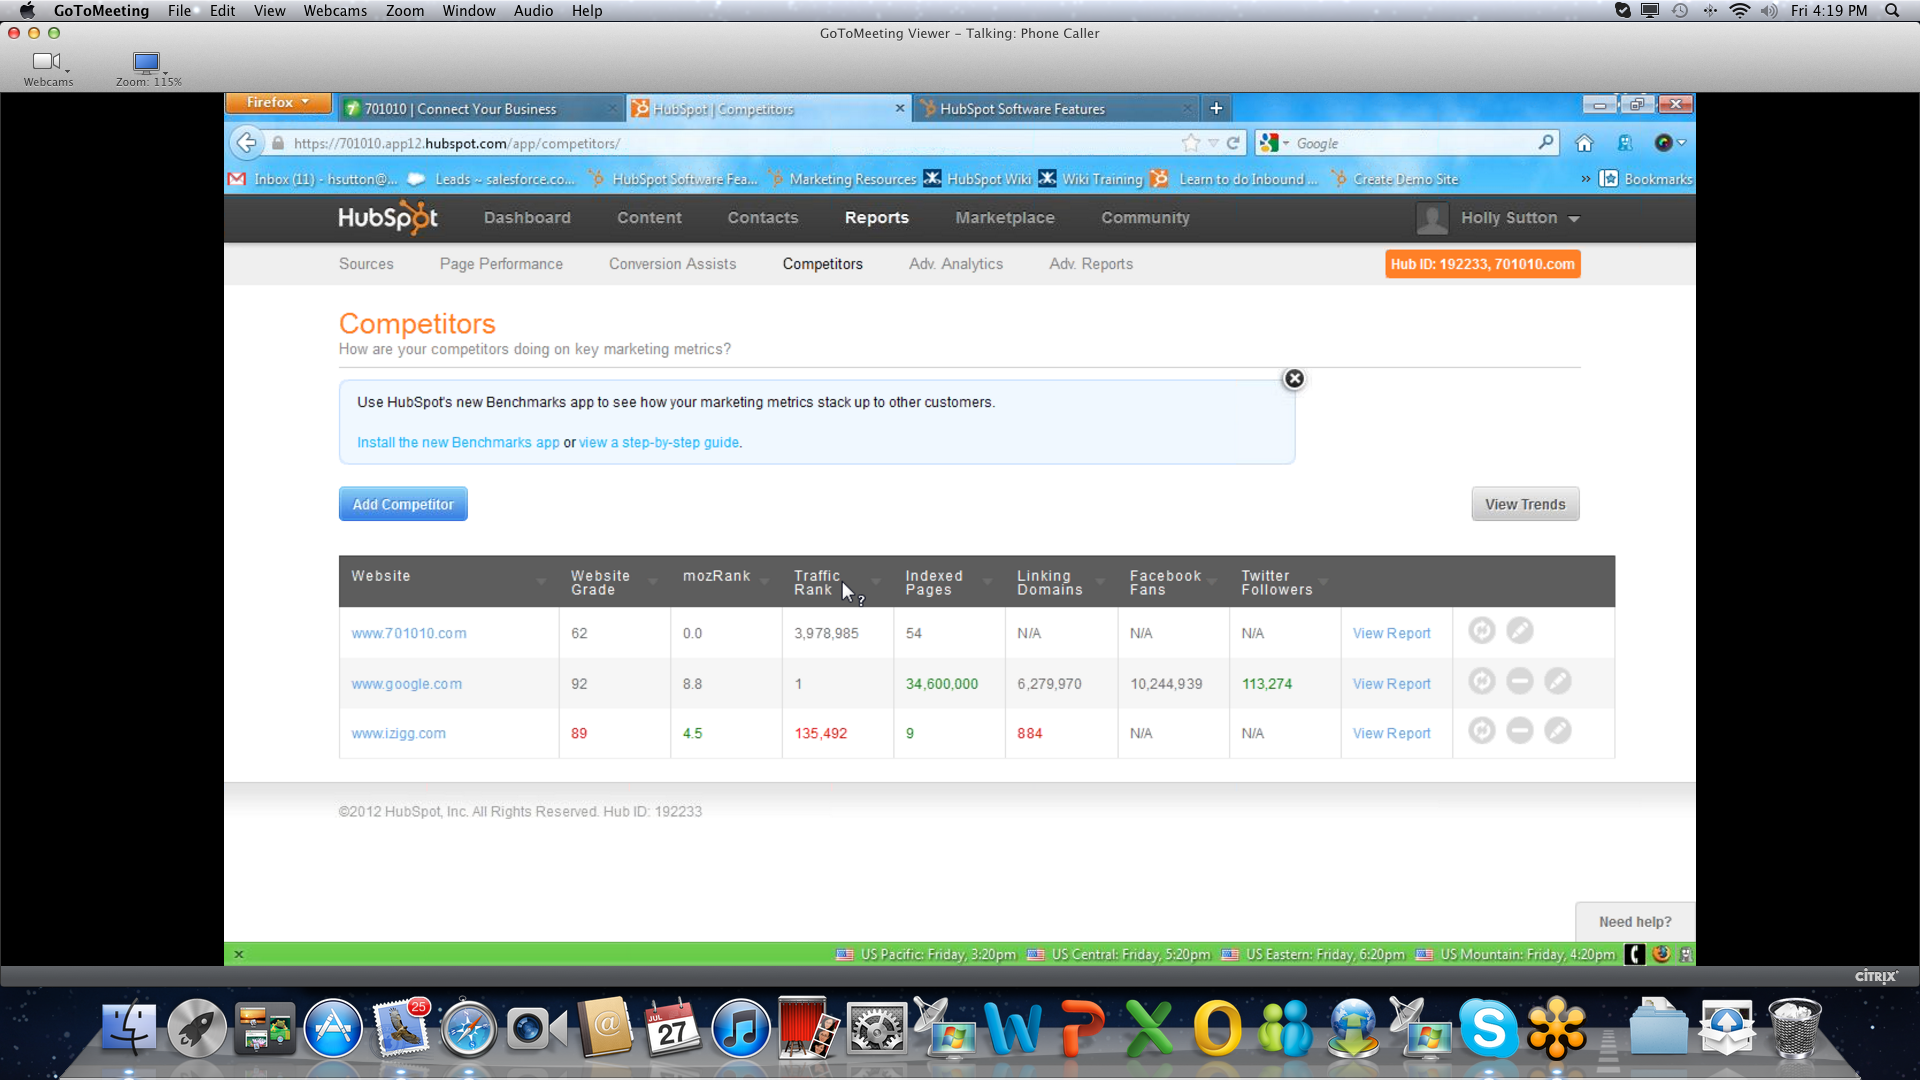 GoToMeeting File Edit View Webcams Zoom Window Audio Help Fri 4:19 PM
GoToMeeting Viewer - Talking: Phone Caller
Webcams Zoom: 115%
Firefox 701010 | Connect Your Business HubSpot | Competitors HubSpot Software Features
https://701010.app12.hubspot.com/app/competitors/ Google
Inbox (11) - hsutton@... Leads ~ salesforce.co... HubSpot Software Fea... Marketing Resources HubSpot Wiki Wiki Training Learn to do Inbound ... Create Demo Site » Bookmarks
HubSpot Dashboard Content Contacts Reports Marketplace Community Holly Sutton
Sources Page Performance Conversion Assists Competitors Adv. Analytics Adv. Reports Hub ID: 192233, 701010.com
Competitors
How are your competitors doing on key marketing metrics?
Use HubSpot's new Benchmarks app to see how your marketing metrics stack up to other customers.
Install the new Benchmarks app or view a step-by-step guide.
Add Competitor View Trends
Website Website Grade mozRank Traffic Rank Indexed Pages Linking Domains Facebook Fans Twitter Followers
www.701010.com 62 0.0 3,978,985 54 N/A N/A N/A View Report
www.google.com 92 8.8 1 34,600,000 6,279,970 10,244,939 113,274 View Report
www.izigg.com 89 4.5 135,492 9 884 N/A N/A View Report
©2012 HubSpot, Inc. All Rights Reserved. Hub ID: 192233
Need help?
US Pacific: Friday, 3:20pm US Central: Friday, 5:20pm US Eastern: Friday, 6:20pm US Mountain: Friday, 4:20pm
CITRIX
25
JUL
27